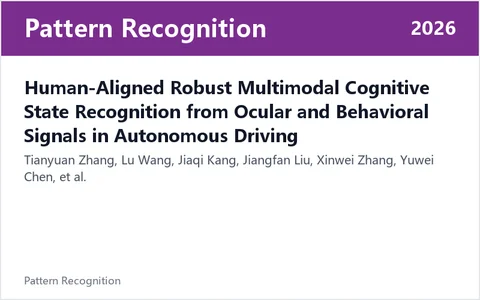 Pattern Recognition
2026
Human-Aligned Robust Multimodal Cognitive
State Recognition from Ocular and Behavioral
Signals in Autonomous Driving
Tianyuan Zhang, Lu Wang, Jiaqi Kang, Jiangfan Liu, Xinwei Zhang, Yuwei
Chen, et al.
Pattern Recognition